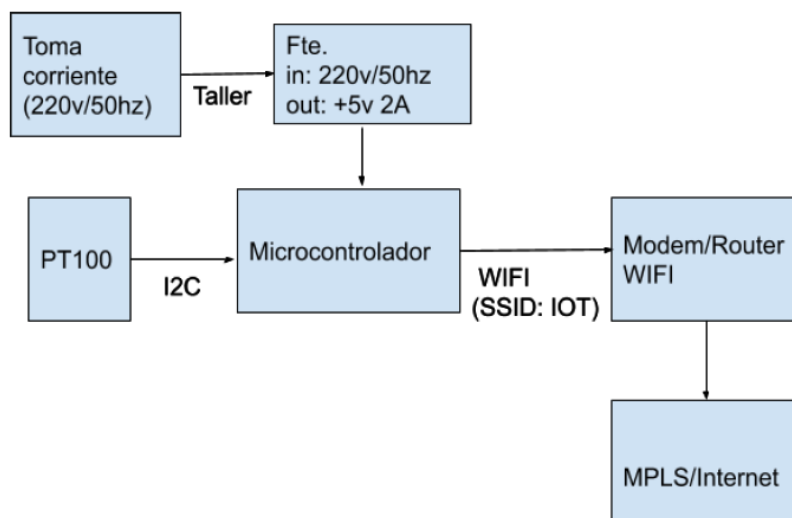 Toma
corriente
(220v/50hz)
Taller
Fte.
in: 220v/50hz
out: +5v 2A
PT100
I2C
Microcontrolador
WIFI
(SSID: IOT)
Modem/Router
WIFI
MPLS/Internet